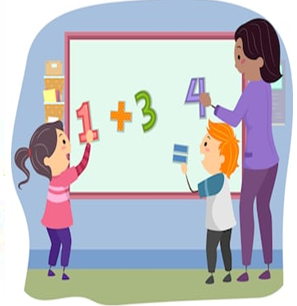 1 + 3 = 4